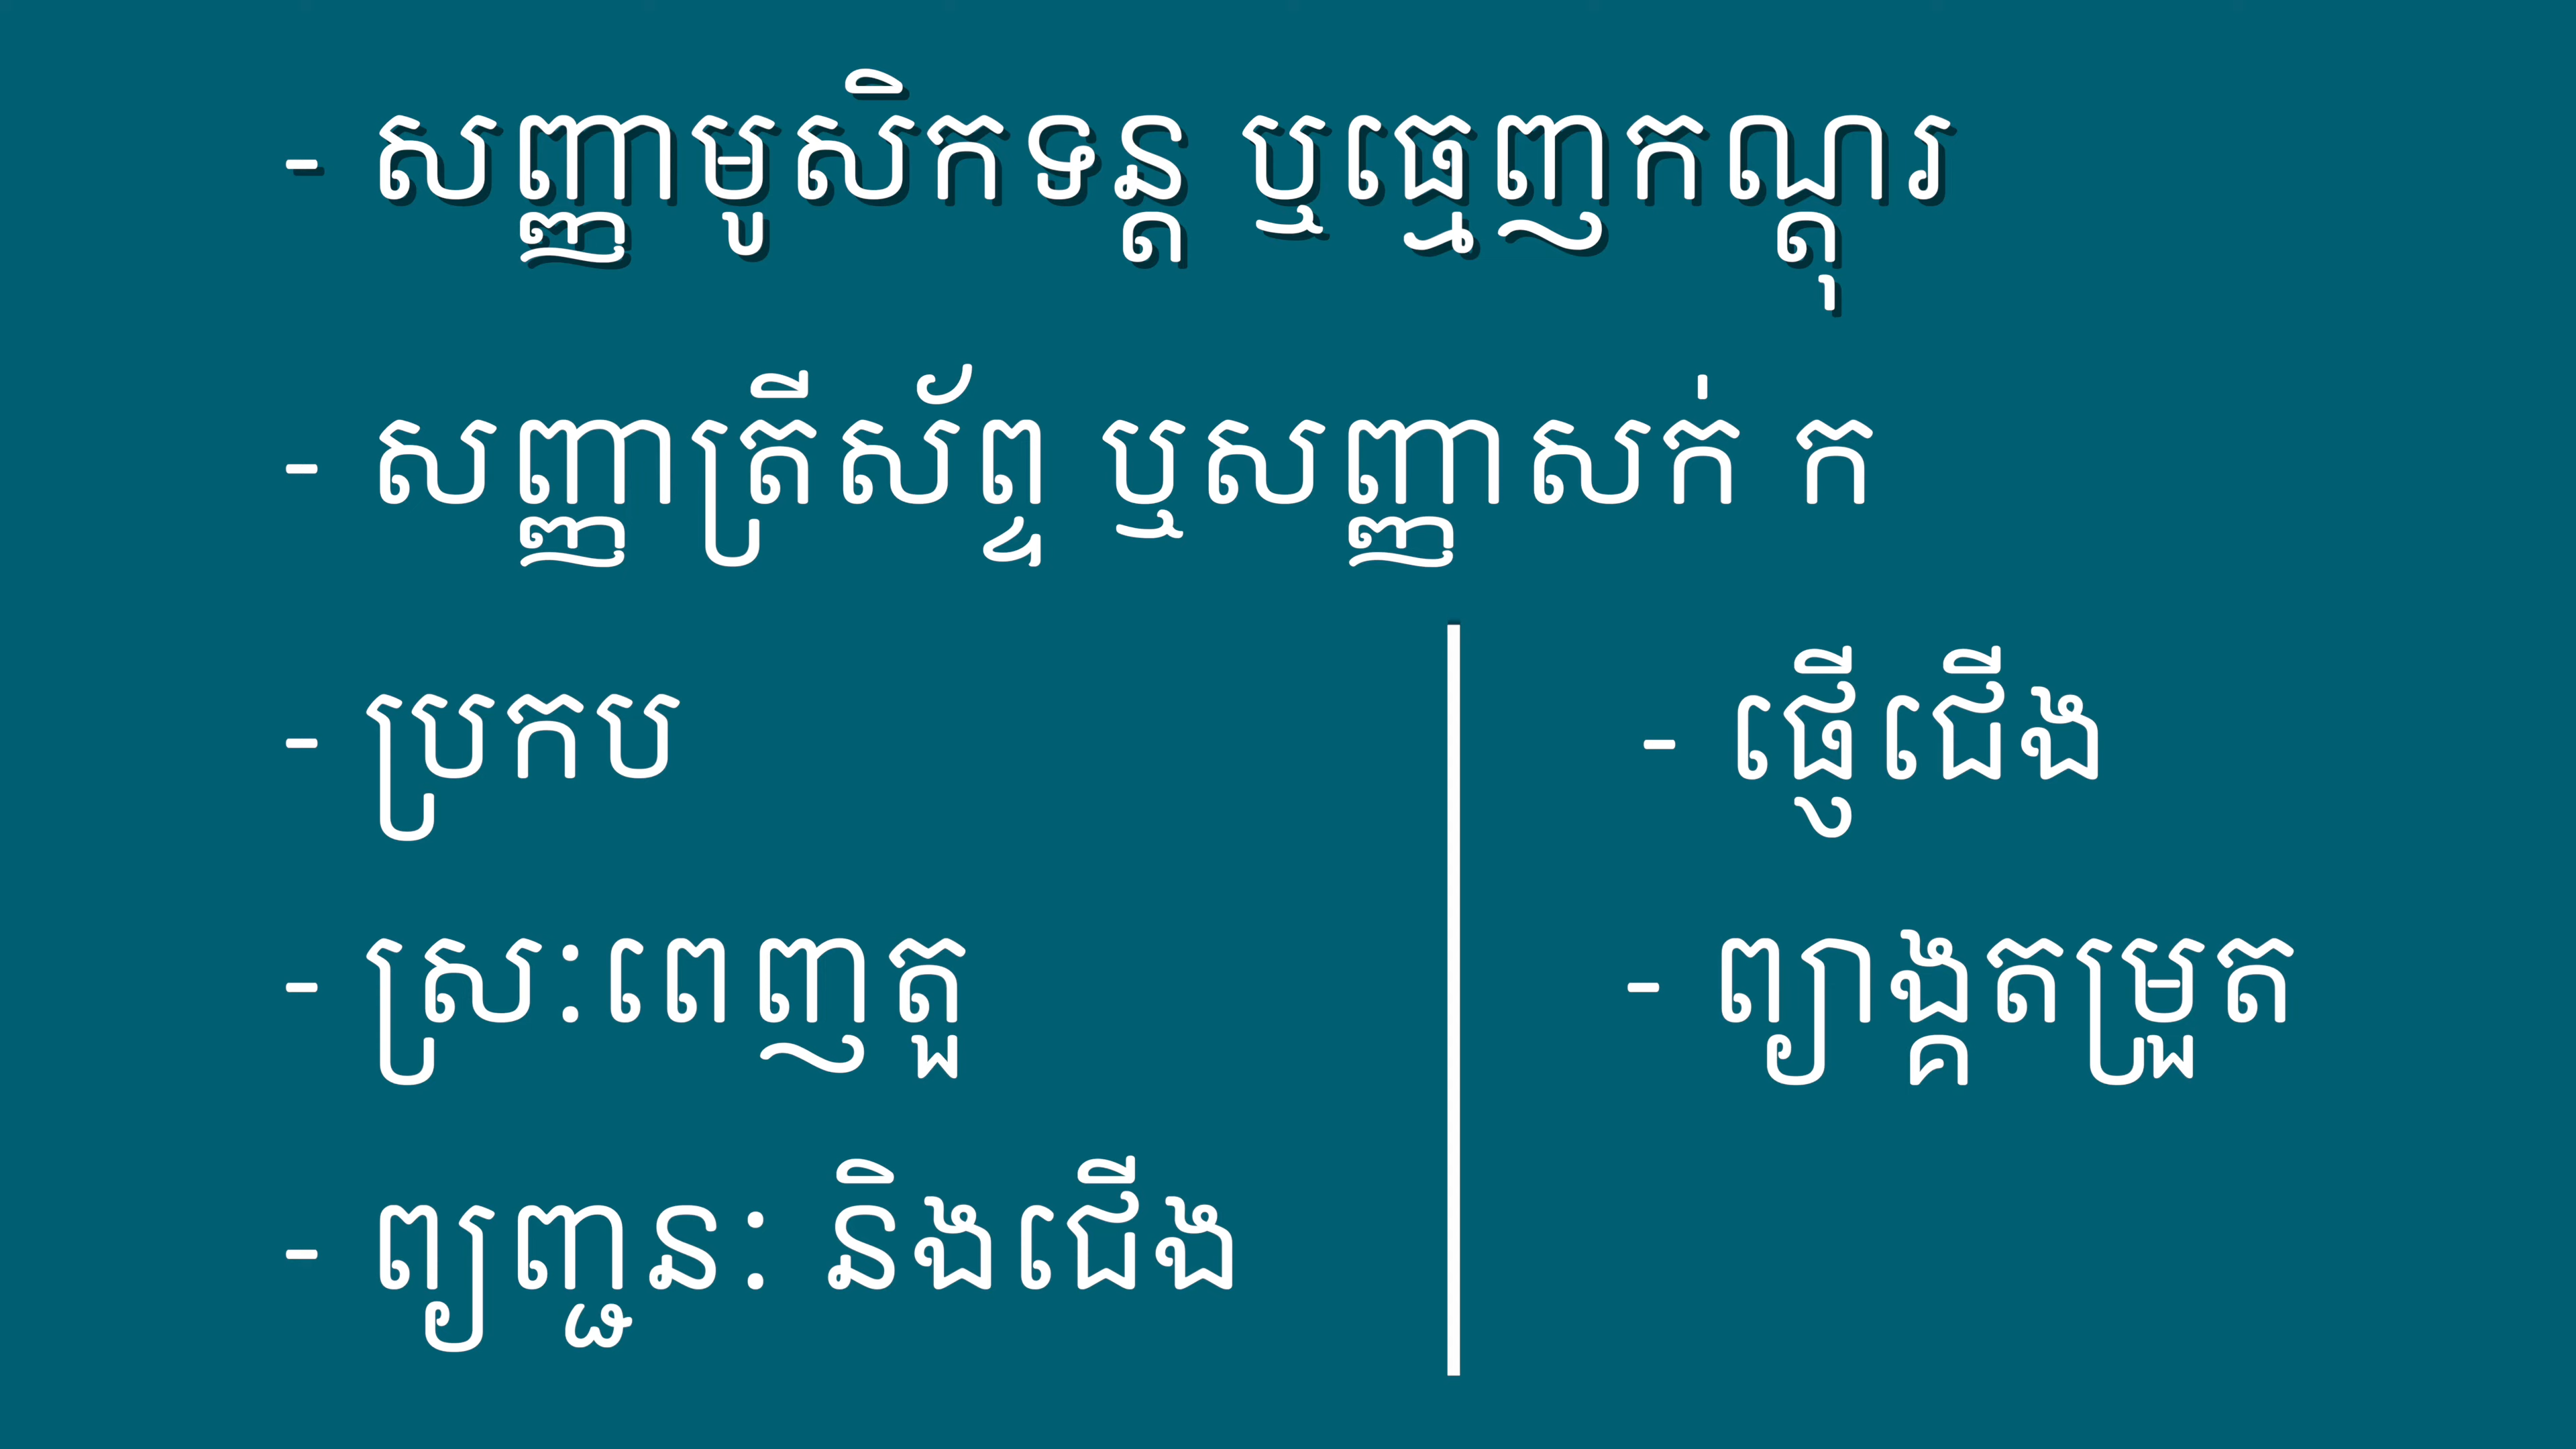 - សញ្ញាមូសិកទន្ត ឬធ្មេញកណ្ដុរ
- សញ្ញាត្រីស័ព្ទ ឬសញ្ញាសក់ ក
- ប្រកប
- ស្រៈពេញតួ
- ព្យញ្ជនៈ និងជើង
- ផ្ញើជើង
- ព្យាង្គតម្រួត